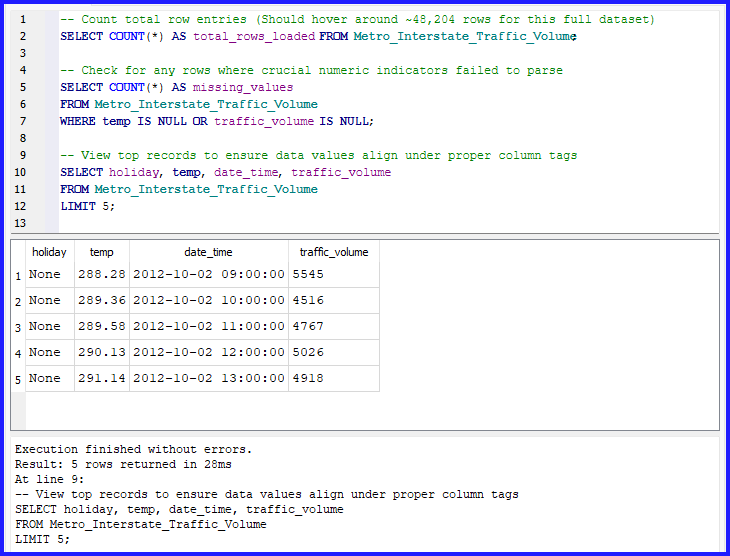 1 -- Count total row entries (Should hover around ~48,204 rows for this full dataset)
2 SELECT COUNT(*) AS total_rows_loaded FROM Metro_Interstate_Traffic_Volume;
3
4 -- Check for any rows where crucial numeric indicators failed to parse
5 SELECT COUNT(*) AS missing_values
6 FROM Metro_Interstate_Traffic_Volume
7 WHERE temp IS NULL OR traffic_volume IS NULL;
8
9 -- View top records to ensure data values align under proper column tags
10 SELECT holiday, temp, date_time, traffic_volume
11 FROM Metro_Interstate_Traffic_Volume
12 LIMIT 5;
13
holiday temp date_time traffic_volume
1 None 288.28 2012-10-02 09:00:00 5545
2 None 289.36 2012-10-02 10:00:00 4516
3 None 289.58 2012-10-02 11:00:00 4767
4 None 290.13 2012-10-02 12:00:00 5026
5 None 291.14 2012-10-02 13:00:00 4918
Execution finished without errors.
Result: 5 rows returned in 28ms
At line 9:
-- View top records to ensure data values align under proper column tags
SELECT holiday, temp, date_time, traffic_volume
FROM Metro_Interstate_Traffic_Volume
LIMIT 5;